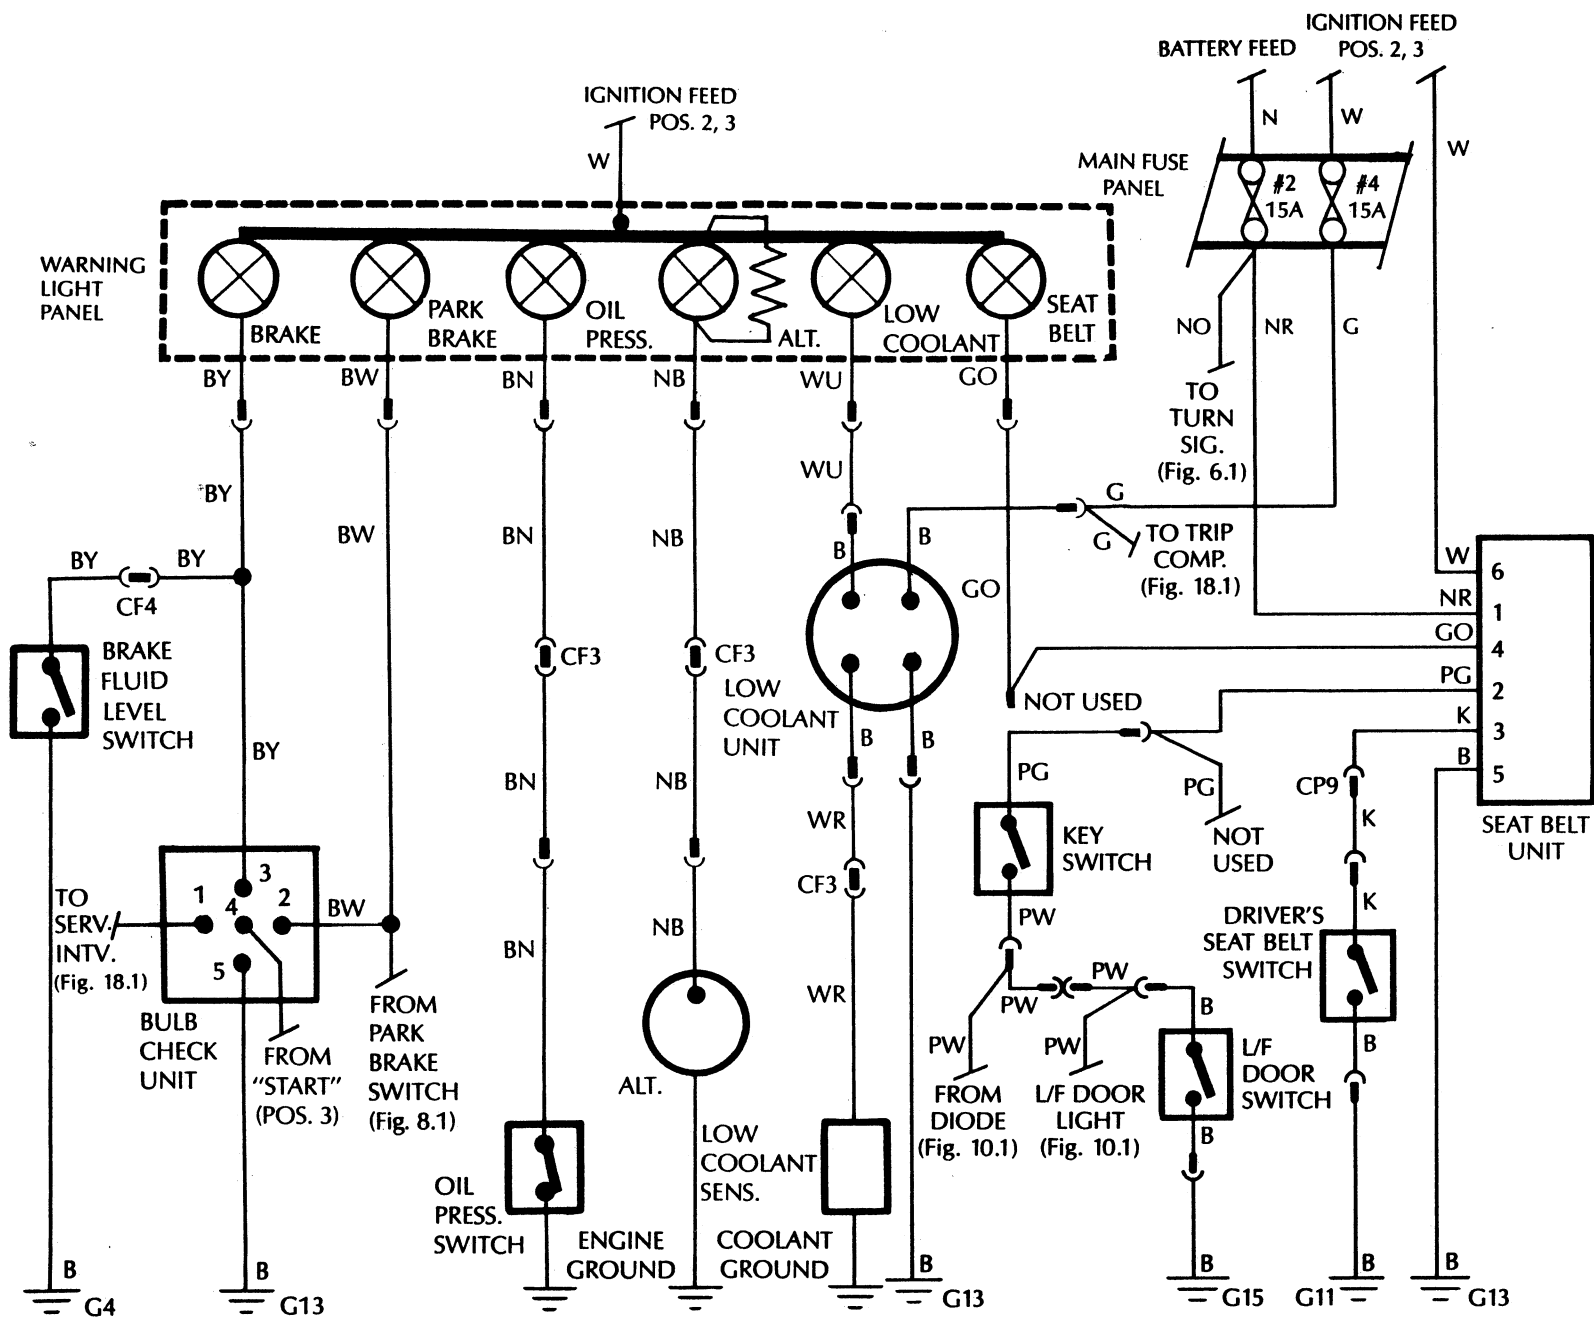 IGNITION FEED
POS. 2, 3
BATTERY FEED
IGNITION FEED
POS. 2, 3
W
N
W
W
MAIN FUSE
PANEL
#2
15A
#4
15A
WARNING
LIGHT
PANEL
BRAKE
PARK
BRAKE
OIL
PRESS.
ALT.
LOW
COOLANT
SEAT
BELT
NO
NR
G
BY
BW
BN
NB
WU
GO
TO
TURN
SIG.
(Fig. 6.1)
BY
BW
BN
NB
WU
B
B
G
G
TO TRIP
COMP.
(Fig. 18.1)
GO
BY
BY
CF4
W
6
NR
1
GO
4
PG
2
K
3
B
5
SEAT BELT
UNIT
BRAKE
FLUID
LEVEL
SWITCH
CF3
CF3
LOW
COOLANT
UNIT
NOT USED
BY
BN
NB
B
B
PG
PG
NOT
USED
CP9
K
WR
KEY
SWITCH
CF3
TO
SERV.
INTV.
(Fig. 18.1)
1
3
4
2
5
BW
BN
NB
PW
K
DRIVER'S
SEAT BELT
SWITCH
BULB
CHECK
UNIT
FROM
"START"
(POS. 3)
FROM
PARK
BRAKE
SWITCH
(Fig. 8.1)
ALT.
WR
PW
PW
B
PW
PW
FROM
DIODE
(Fig. 10.1)
L/F DOOR
LIGHT
(Fig. 10.1)
L/F
DOOR
SWITCH
B
B
OIL
PRESS.
SWITCH
LOW
COOLANT
SENS.
ENGINE
GROUND
COOLANT
GROUND
B
G4
B
G13
B
G13
B
G15
B
G11
B
G13